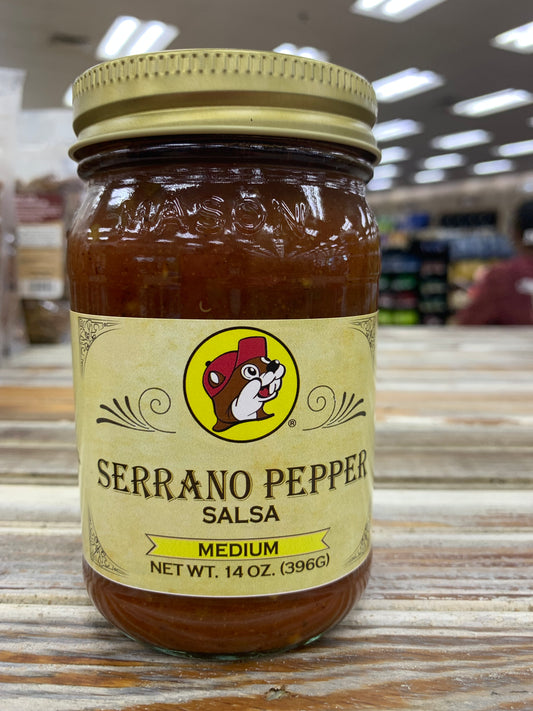 MASON
®
SERRANO PEPPER
SALSA
MEDIUM
NET WT. 14 OZ. (396G)